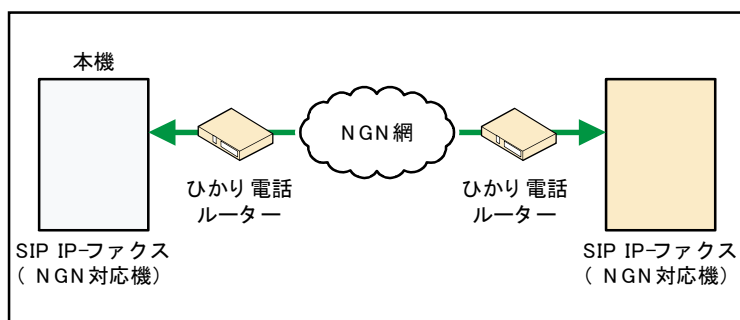 本機
NGN網
ひかり電話
ルーター
ひかり電話
ルーター
SIP IP-ファクス
(NGN対応機)
SIP IP-ファクス
(NGN対応機)